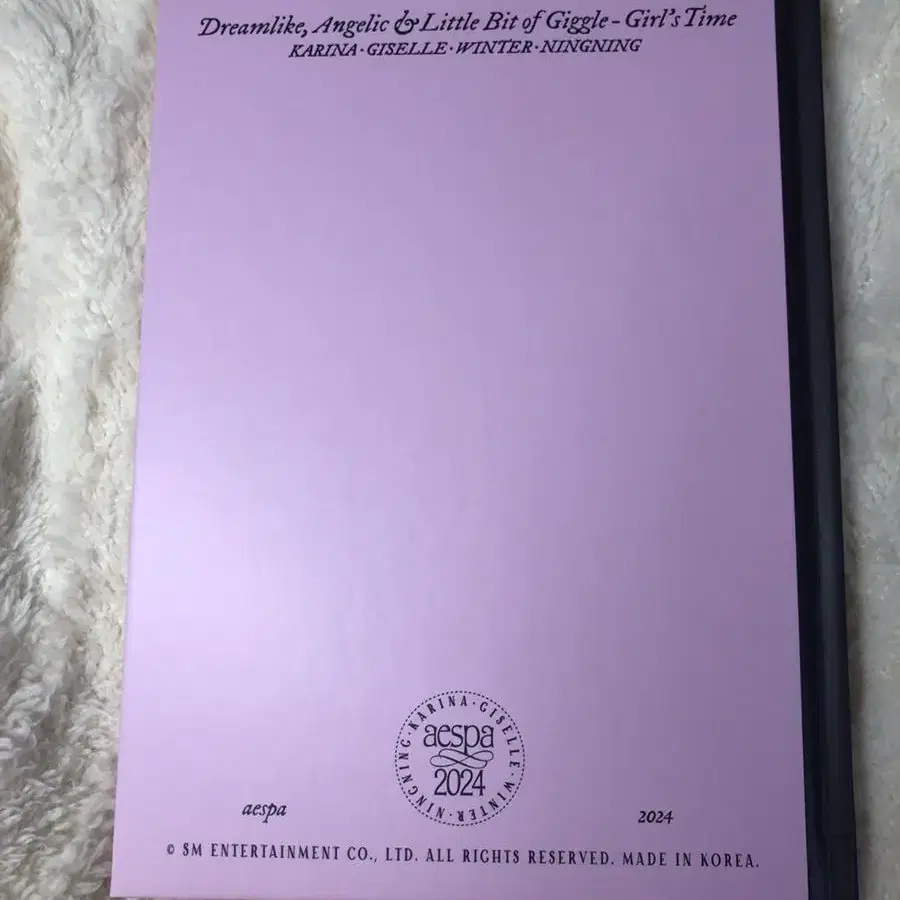 Dreamlike, Angelic & Little Bit of Giggle - Girl's Time
KARINA · GISELLE · WINTER · NINGNING
KARINA · GISELLE · WINTER · NINGNING ·
aespa
2024
aespa
2024
© SM ENTERTAINMENT CO., LTD. ALL RIGHTS RESERVED. MADE IN KOREA.